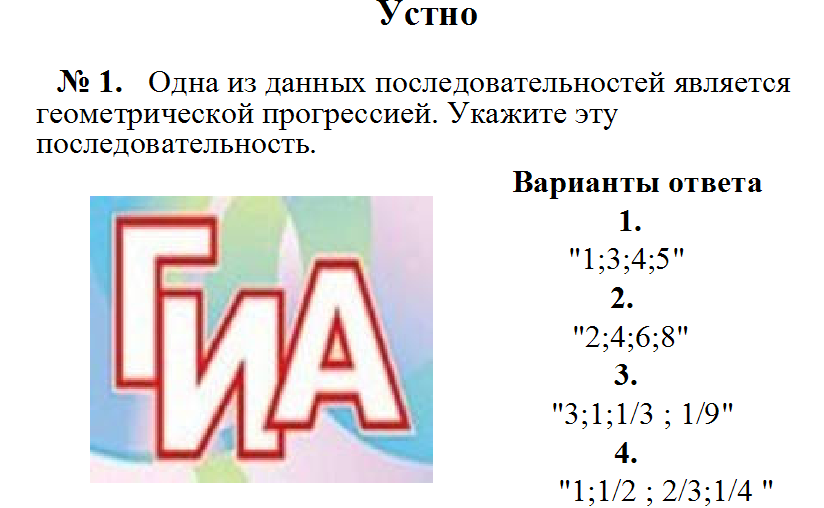 Устно
№ 1. Одна из данных последовательностей является
геометрической прогрессией. Укажите эту
последовательность.
Варианты ответа
1.
"1;3;4;5"
2.
"2;4;6;8"
3.
"3;1;1/3 ; 1/9"
4.
"1;1/2 ; 2/3;1/4 "
ГИА